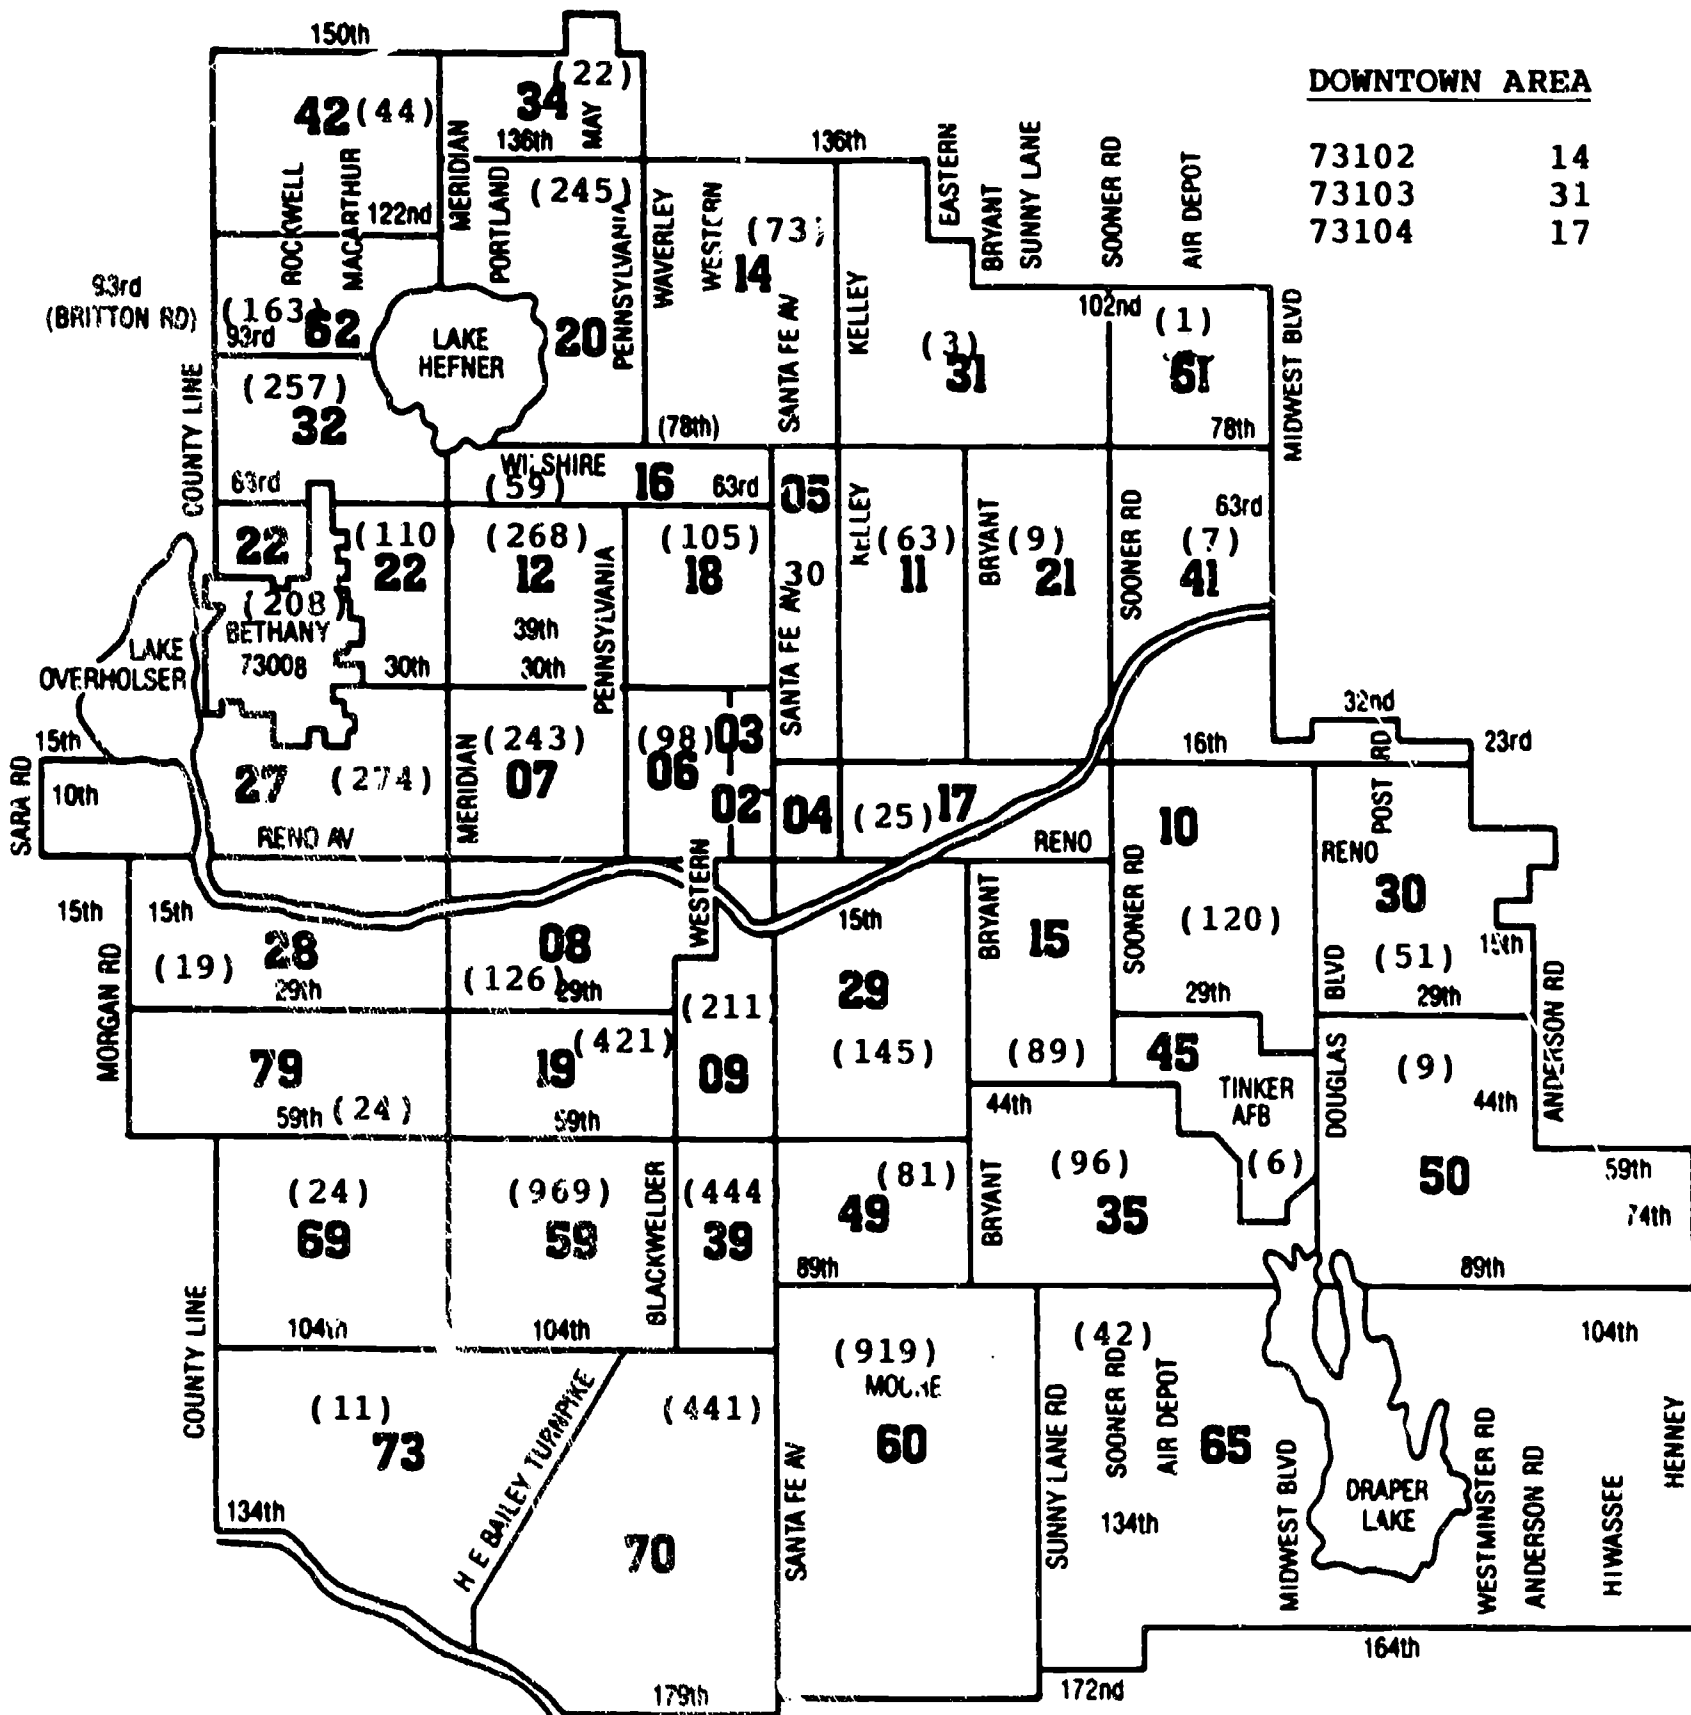 150th
DOWNTOWN AREA
73102 14
73103 31
73104 17
42 (44)
34 (22)
MAY
136th
136th
MERIDIAN
ROCKWELL
MACARTHUR
122nd
PORTLAND
(245)
PENNSYLVANIA
WAVERLEY
WESTERN
(73)
14
SANTA FE AV
KELLEY
EASTERN
BRYANT
SUNNY LANE
SOONER RD
AIR DEPOT
93rd
(BRITTON RD)
(163)
62
93rd
LAKE
HEFNER
20
102nd
(1)
(3)
31
MIDWEST BLVD
78th
(78th)
COUNTY LINE
(257)
32
63rd
WILSHIRE
(59)
16
63rd
05
KELLEY
BRYANT
SOONER RD
63rd
22
(110)
22
(268)
12
PENNSYLVANIA
(105)
18
SANTA FE AV
30
(63)
11
(9)
21
(7)
41
(208)
BETHANY
73008
LAKE
OVERHOLSER
39th
30th
30th
15th
SARA RD
10th
27 (274)
RENO AV
MERIDIAN
(243)
07
(98)
06
03
02
04
(25) 17
RENO
16th
32nd
23rd
POST RD
10
RENO
30
(51)
15th
29th
BLVD
DOUGLAS
WESTERN
15th
15th
MORGAN RD
(19)
28
29th
08
(126)
29th
(211)
09
15th
29
(145)
BRYANT
15
(89)
SOONER RD
(120)
29th
45
TINKER
AFB
(6)
44th
(9)
44th
50
ANDERSON RD
59th
74th
89th
79
59th (24)
19
(421)
59th
(24)
69
104th
(969)
59
104th
BLACKWELDER
(444
39
(81)
49
89th
BRYANT
(96)
35
COUNTY LINE
(11)
73
134th
H E BAILEY TURNPIKE
(441)
70
179th
SANTA FE AV
(919)
60
SUNNY LANE RD
(42)
SOONER RD
AIR DEPOT
65
134th
172nd
MIDWEST BLVD
DRAPER
LAKE
WESTMINSTER RD
ANDERSON RD
HIWASSEE
HENNEY
104th
164th